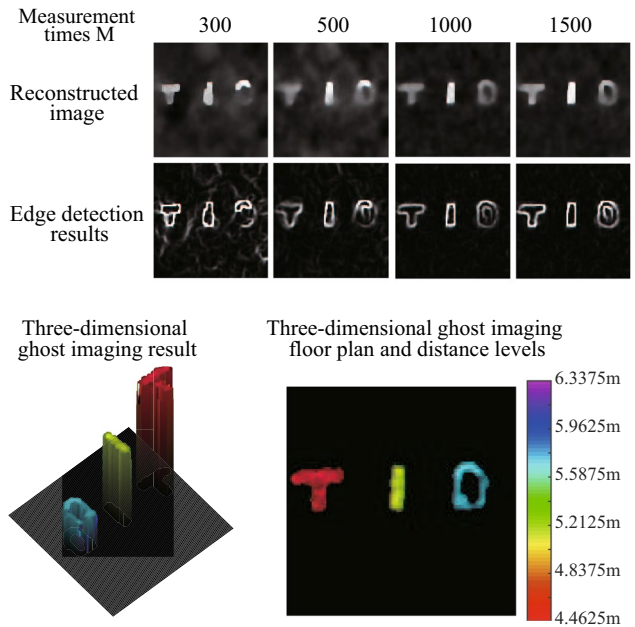 Measurement
times M
300
500
1000
1500
Reconstructed
image
Edge detection
results
Three-dimensional
ghost imaging result
Three-dimensional ghost imaging
floor plan and distance levels
6.3375m
5.9625m
5.5875m
5.2125m
4.8375m
4.4625m